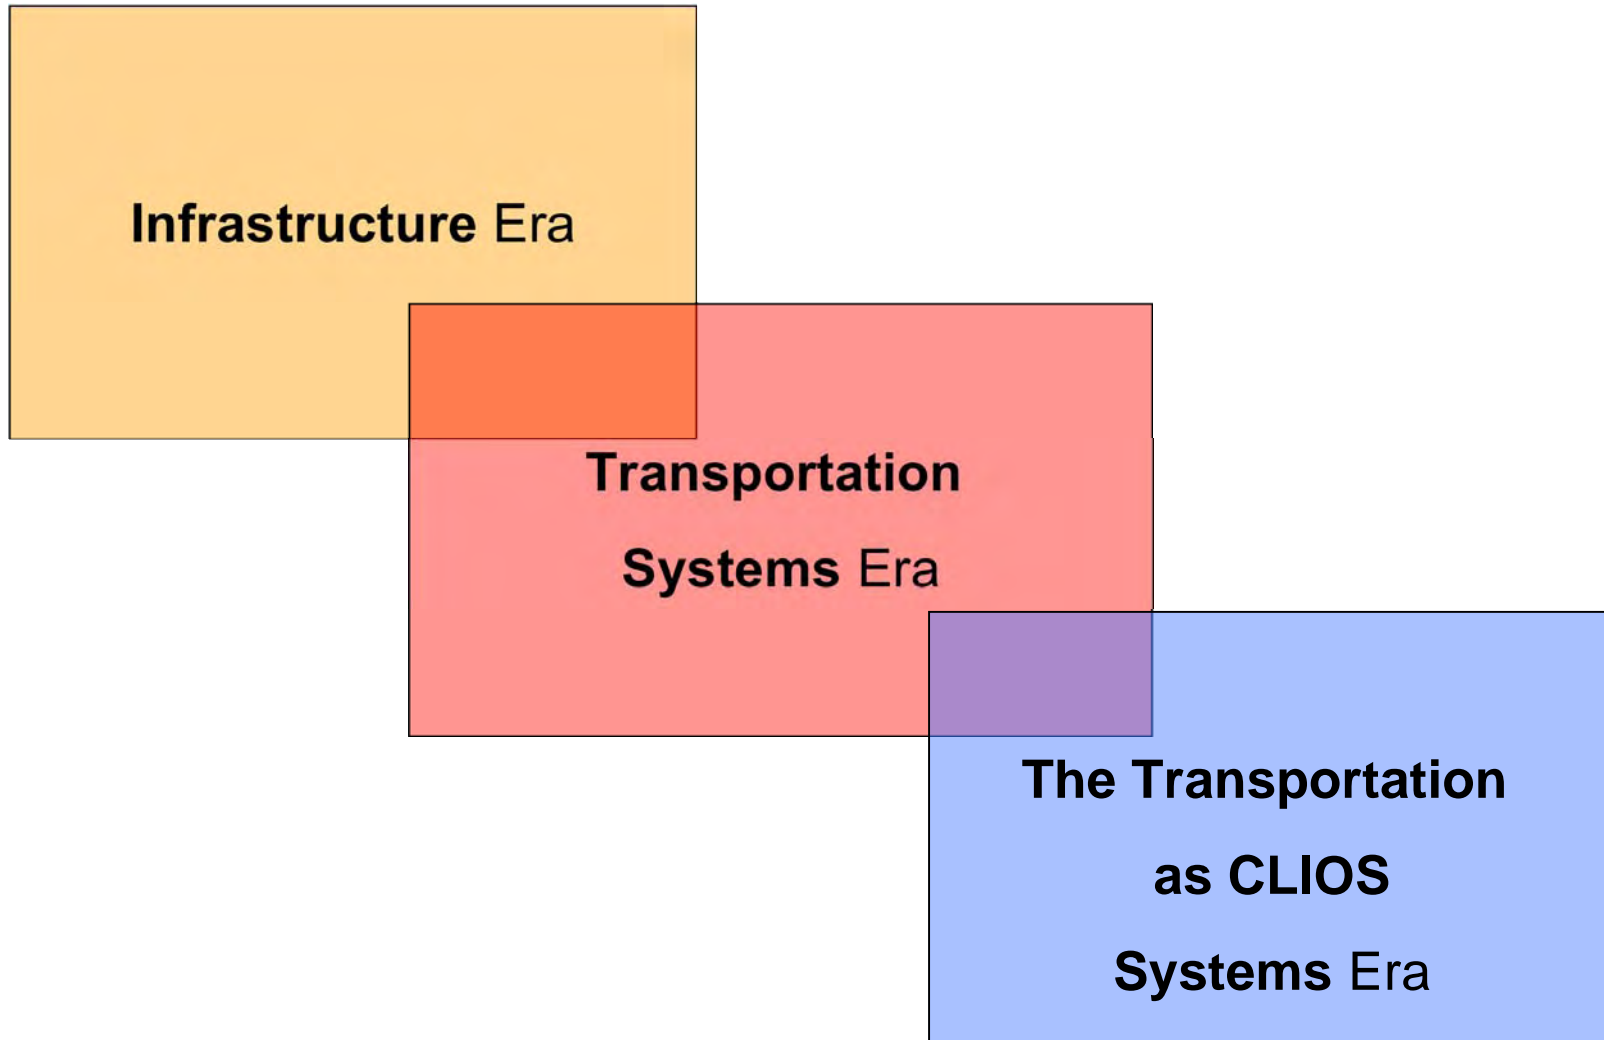 Infrastructure Era
Transportation
Systems Era
The Transportation
as CLIOS
Systems Era